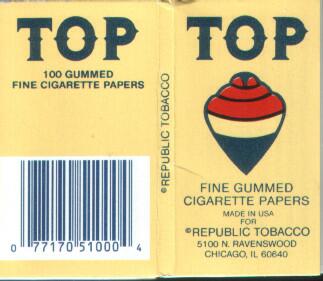 TOP
100 GUMMED
FINE CIGARETTE PAPERS
0 77170 51000 4
©REPUBLIC TOBACCO
TOP
FINE GUMMED
CIGARETTE PAPERS
MADE IN USA
FOR
©REPUBLIC TOBACCO
5100 N. RAVENSWOOD
CHICAGO, IL 60640